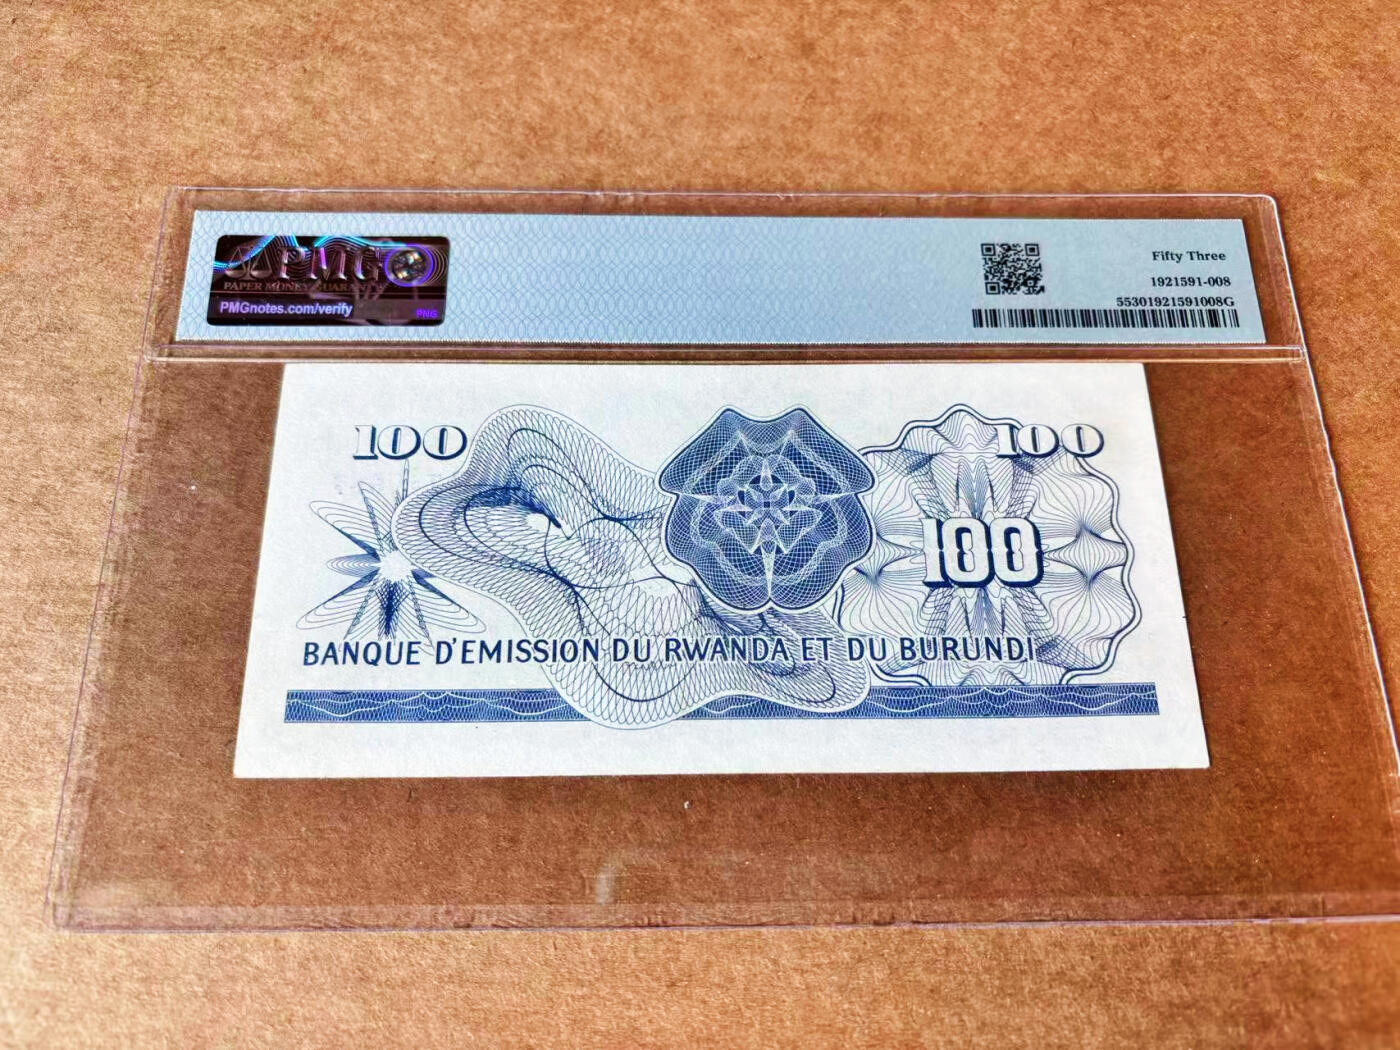 PMG
PAPER MONEY GUARANTY
PMGnotes.com/verify
PNG
Fifty Three
1921591-008
55301921591008G
100
100
100
BANQUE D'EMISSION DU RWANDA ET DU BURUNDI